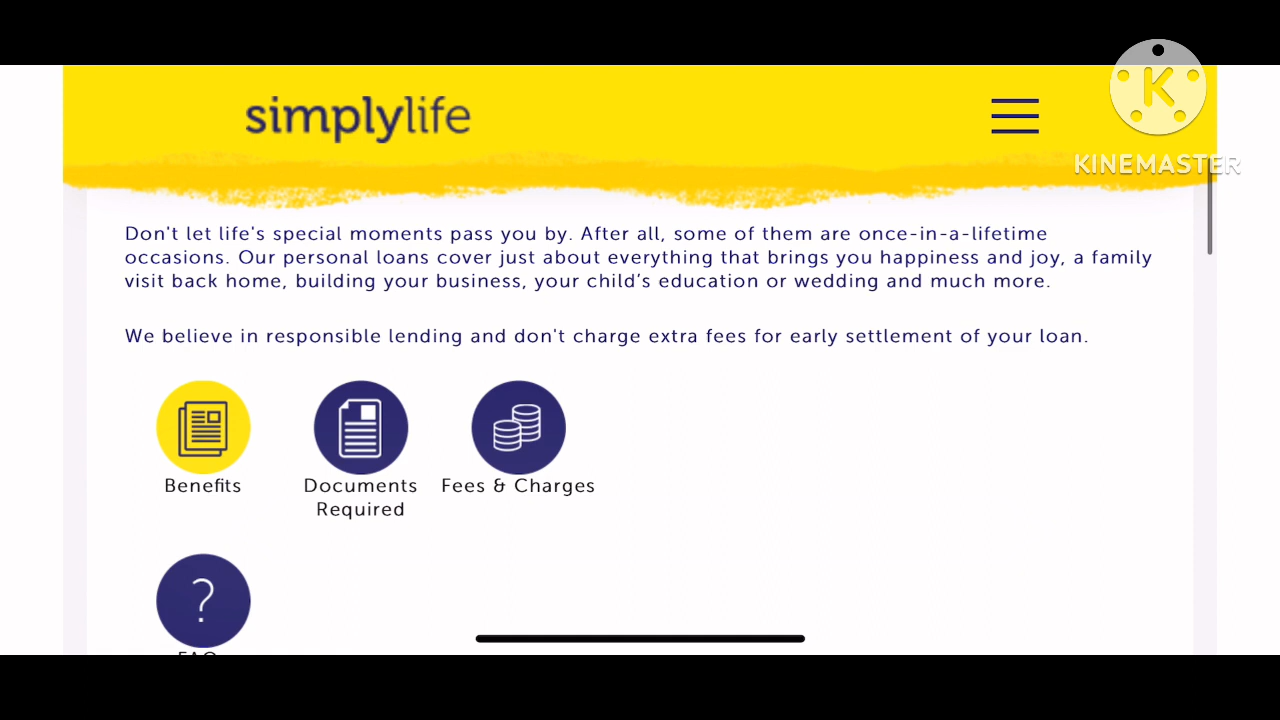 simplylife
K
KINEMASTER
Don't let life's special moments pass you by. After all, some of them are once-in-a-lifetime
occasions. Our personal loans cover just about everything that brings you happiness and joy, a family
visit back home, building your business, your child’s education or wedding and much more.
We believe in responsible lending and don't charge extra fees for early settlement of your loan.
Benefits
Documents
Required
Fees & Charges
?
FAQ